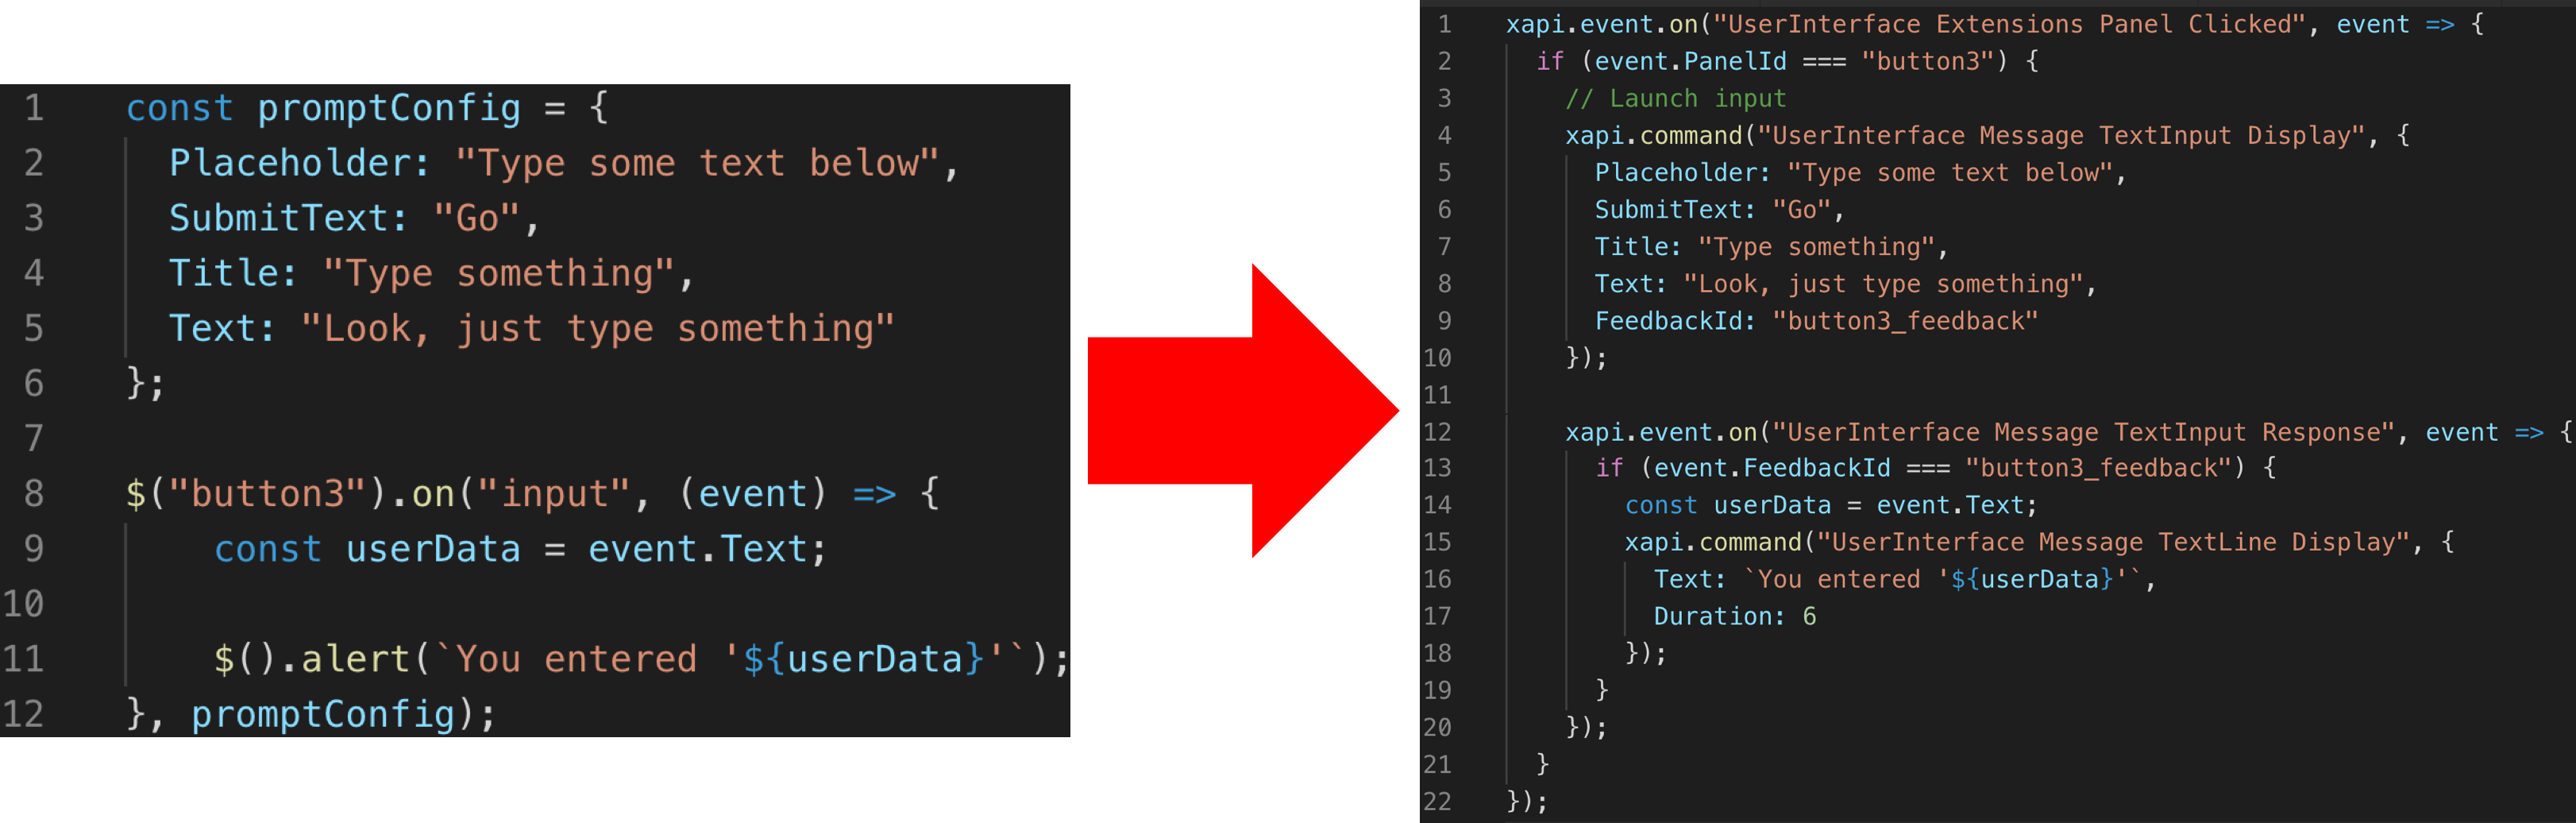 1 const promptConfig = {
2 Placeholder: "Type some text below",
3 SubmitText: "Go",
4 Title: "Type something",
5 Text: "Look, just type something"
6 };
7
8 $("button3").on("input", (event) => {
9 const userData = event.Text;
10
11 $().alert(`You entered '${userData}'`);
12 }, promptConfig);
1 xapi.event.on("UserInterface Extensions Panel Clicked", event => {
2 if (event.PanelId === "button3") {
3 // Launch input
4 xapi.command("UserInterface Message TextInput Display", {
5 Placeholder: "Type some text below",
6 SubmitText: "Go",
7 Title: "Type something",
8 Text: "Look, just type something",
9 FeedbackId: "button3_feedback"
10 });
11
12 xapi.event.on("UserInterface Message TextInput Response", event => {
13 if (event.FeedbackId === "button3_feedback") {
14 const userData = event.Text;
15 xapi.command("UserInterface Message TextLine Display", {
16 Text: `You entered '${userData}'`,
17 Duration: 6
18 });
19 }
20 });
21 }
22 });